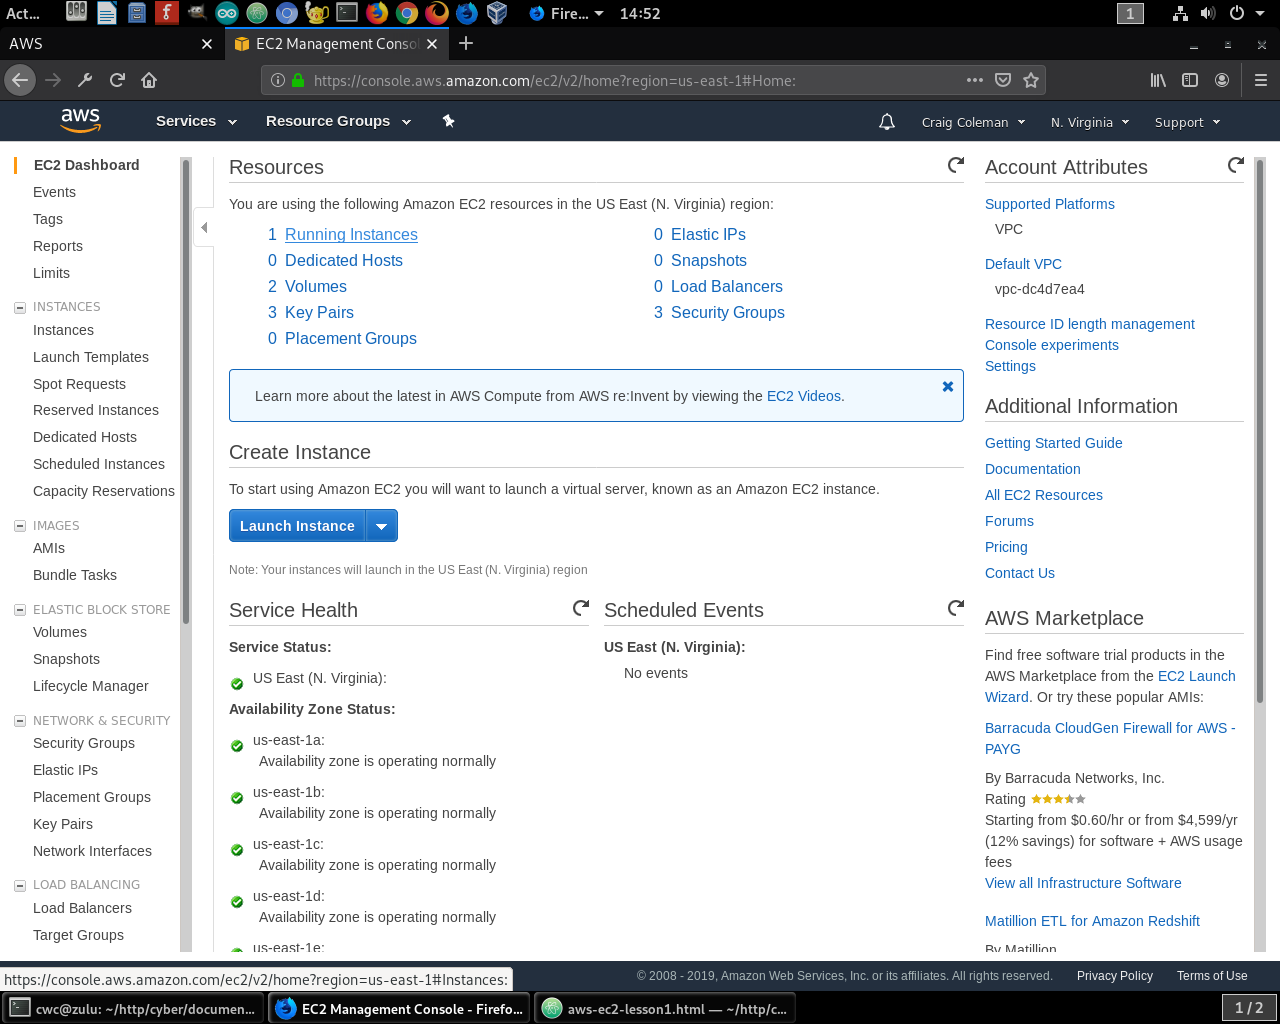 Act...
Fire...
14:52
1
AWS
EC2 Management Consol
https://console.aws.amazon.com/ec2/v2/home?region=us-east-1#Home:
aws
Services
Resource Groups
Craig Coleman
N. Virginia
Support
EC2 Dashboard
Events
Tags
Reports
Limits
INSTANCES
Instances
Launch Templates
Spot Requests
Reserved Instances
Dedicated Hosts
Scheduled Instances
Capacity Reservations
IMAGES
AMIs
Bundle Tasks
ELASTIC BLOCK STORE
Volumes
Snapshots
Lifecycle Manager
NETWORK & SECURITY
Security Groups
Elastic IPs
Placement Groups
Key Pairs
Network Interfaces
LOAD BALANCING
Load Balancers
Target Groups
Resources
You are using the following Amazon EC2 resources in the US East (N. Virginia) region:
1 Running Instances
0 Dedicated Hosts
2 Volumes
3 Key Pairs
0 Placement Groups
0 Elastic IPs
0 Snapshots
0 Load Balancers
3 Security Groups
Learn more about the latest in AWS Compute from AWS re:Invent by viewing the EC2 Videos.
Create Instance
To start using Amazon EC2 you will want to launch a virtual server, known as an Amazon EC2 instance.
Launch Instance
Note: Your instances will launch in the US East (N. Virginia) region
Service Health
Service Status:
US East (N. Virginia):
Availability Zone Status:
us-east-1a:
Availability zone is operating normally
us-east-1b:
Availability zone is operating normally
us-east-1c:
Availability zone is operating normally
us-east-1d:
Availability zone is operating normally
us-east-1e:
Scheduled Events
US East (N. Virginia):
No events
Account Attributes
Supported Platforms
VPC
Default VPC
vpc-dc4d7ea4
Resource ID length management
Console experiments
Settings
Additional Information
Getting Started Guide
Documentation
All EC2 Resources
Forums
Pricing
Contact Us
AWS Marketplace
Find free software trial products in the
AWS Marketplace from the EC2 Launch
Wizard. Or try these popular AMIs:
Barracuda CloudGen Firewall for AWS -
PAYG
By Barracuda Networks, Inc.
Rating
Starting from $0.60/hr or from $4,599/yr
(12% savings) for software + AWS usage
fees
View all Infrastructure Software
Matillion ETL for Amazon Redshift
By Matillion
https://console.aws.amazon.com/ec2/v2/home?region=us-east-1#Instances:
© 2008 - 2019, Amazon Web Services, Inc. or its affiliates. All rights reserved.
Privacy Policy
Terms of Use
cwc@zulu: ~/http/cyber/documen...
EC2 Management Console - Firefo...
aws-ec2-lesson1.html — ~/http/c...
1 / 2